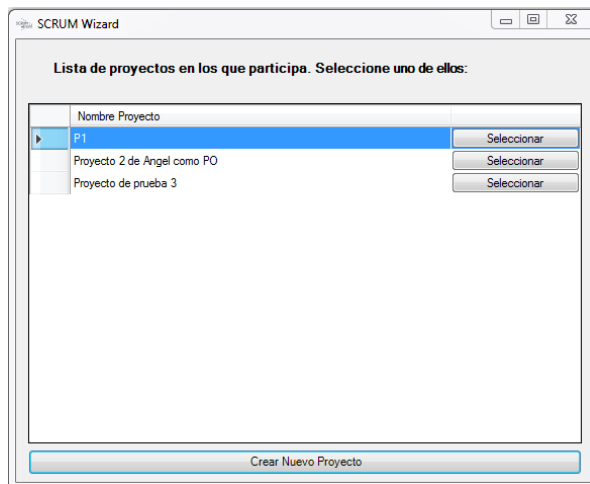 SCRUM Wizard
Lista de proyectos en los que participa. Seleccione uno de ellos:
Nombre Proyecto
P1 Seleccionar
Proyecto 2 de Angel como PO Seleccionar
Proyecto de prueba 3 Seleccionar
Crear Nuevo Proyecto